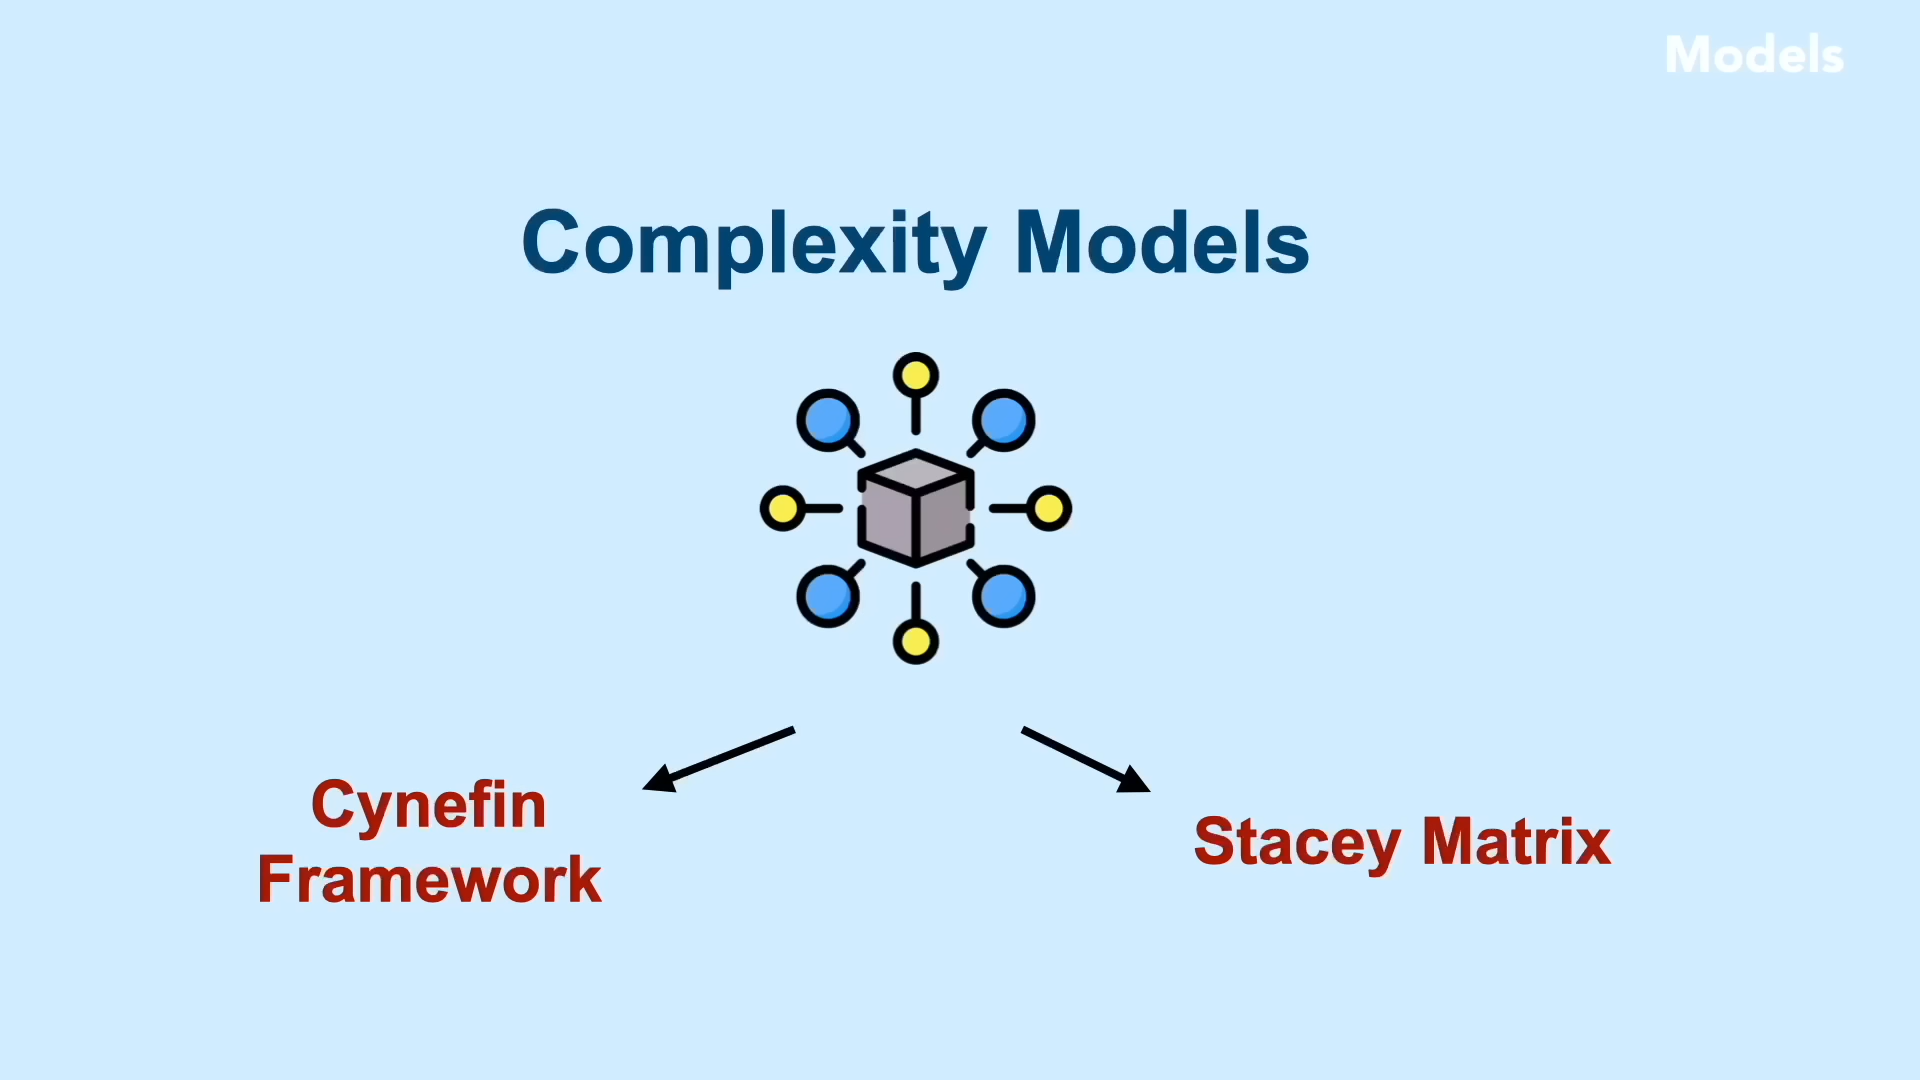 Models
Complexity Models
Cynefin
Framework
Stacey Matrix